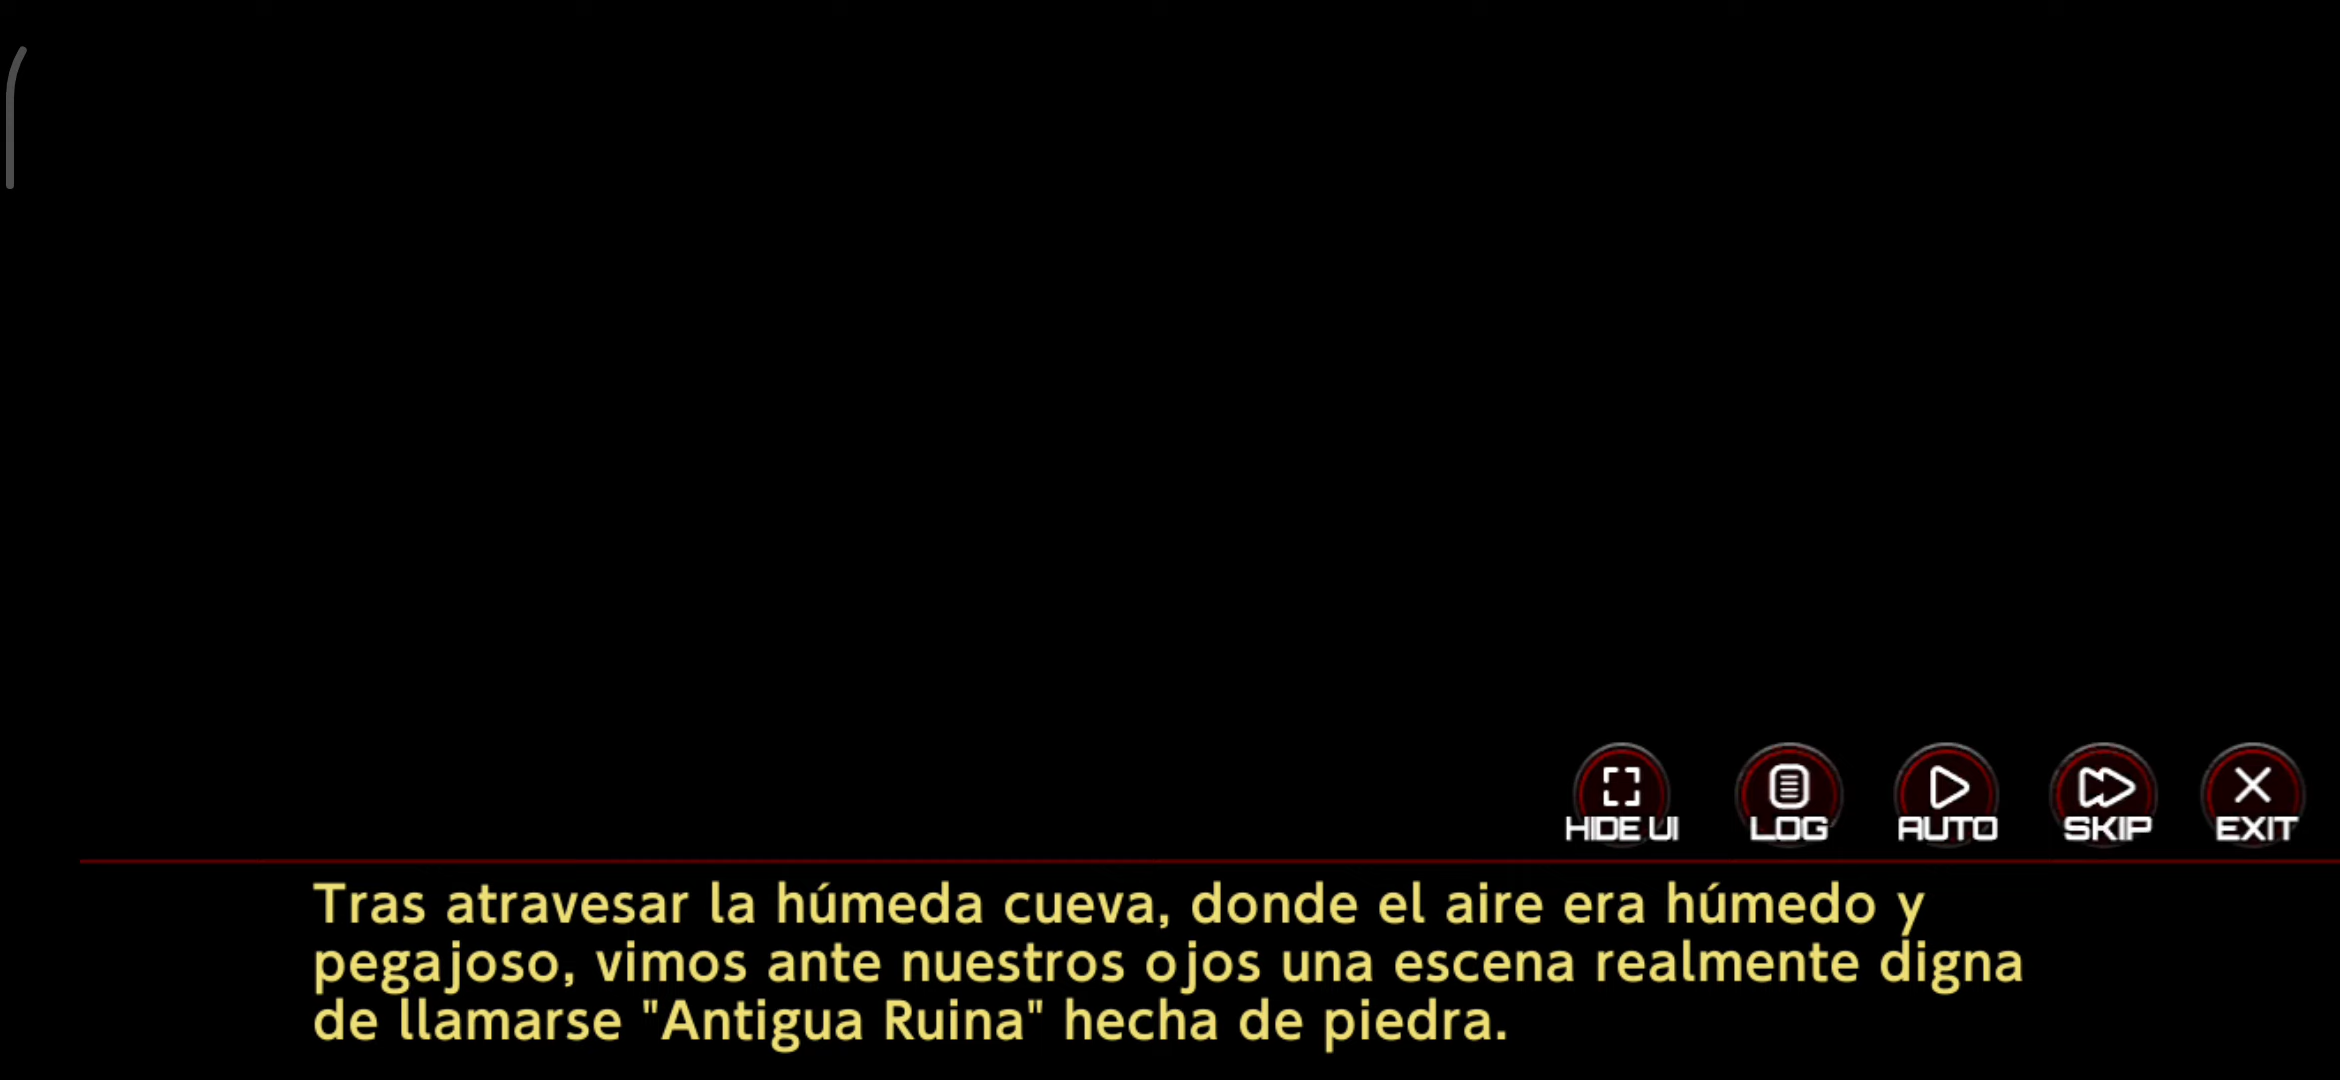 HIDE UI LOG AUTO SKIP EXIT
Tras atravesar la húmeda cueva, donde el aire era húmedo y
pegajoso, vimos ante nuestros ojos una escena realmente digna
de llamarse "Antigua Ruina" hecha de piedra.